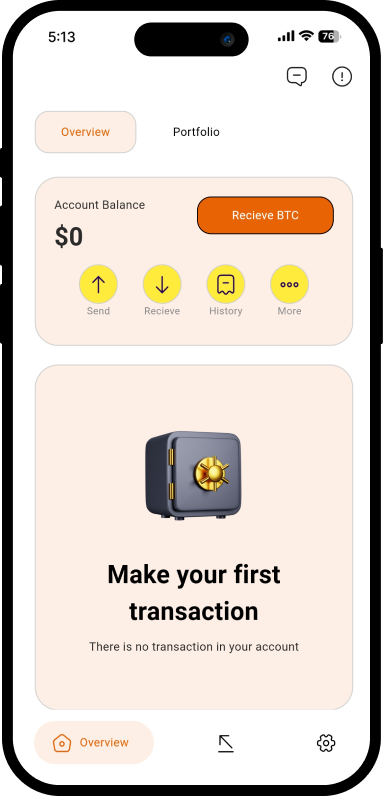 5:13
76
Overview
Portfolio
Account Balance
Recieve BTC
$0
Send
Recieve
History
More
Make your first
transaction
There is no transaction in your account
Overview